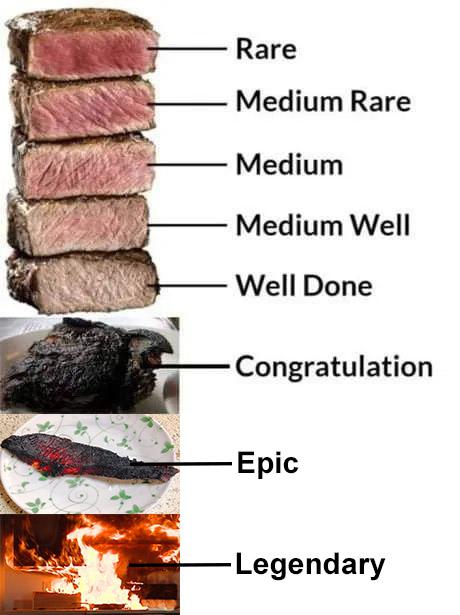 Rare
Medium Rare
Medium
Medium Well
Well Done
Congratulation
Epic
Legendary